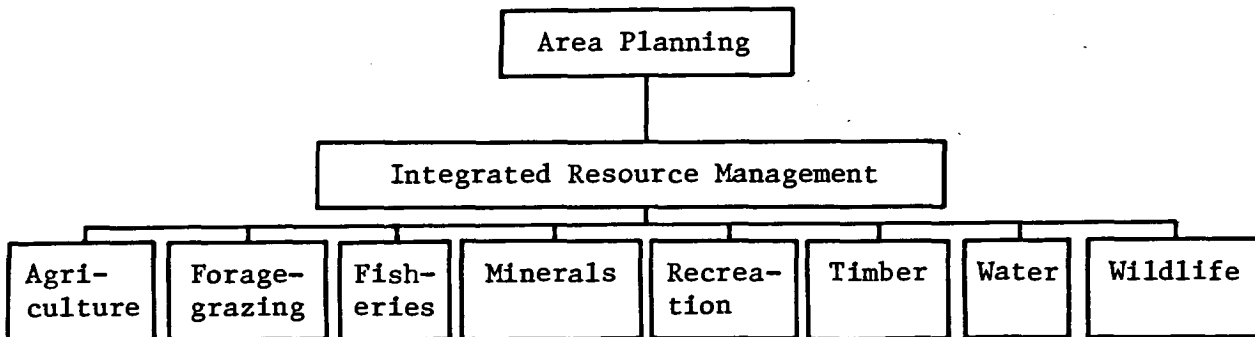 Area Planning
Integrated Resource Management
Agri-
culture
Forage-
grazing
Fish-
eries
Minerals
Recrea-
tion
Timber
Water
Wildlife